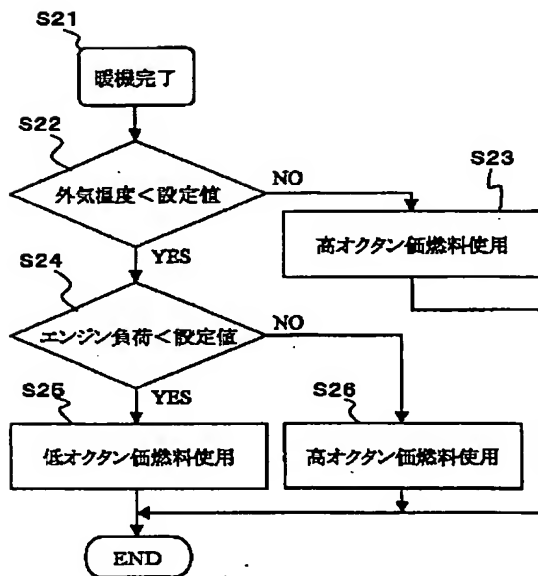 S21
暖機完了
S22
外気温度<設定値
NO
S23
高オクタン価燃料使用
YES
S24
エンジン負荷<設定値
NO
YES
S25
低オクタン価燃料使用
S26
高オクタン価燃料使用
END